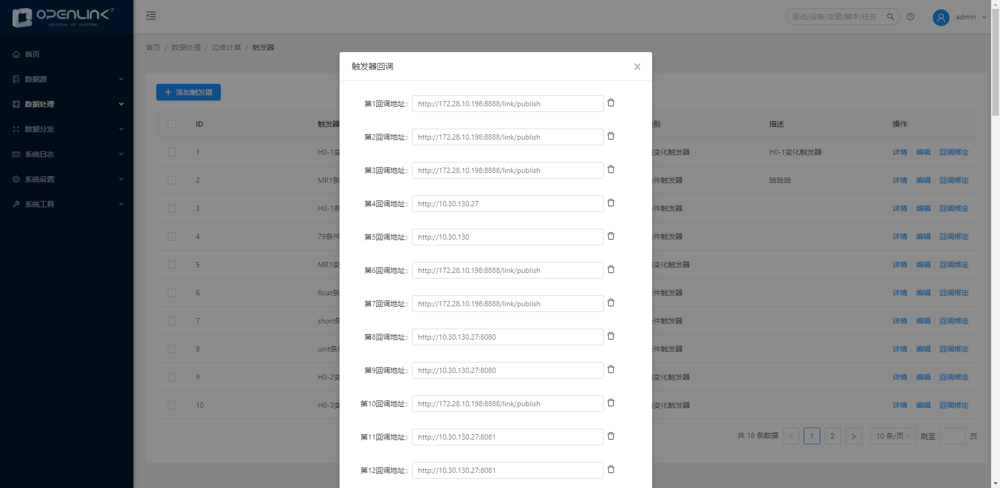 OPENLINK®
INDUSTRIAL IOT PLATFORM
驱动/设备/变量/脚本/任务
admin
首页
数据源
数据处理
数据分发
系统日志
系统设置
系统工具
首页 / 数据处理 / 边缘计算 / 触发器
添加触发器
ID 触发器 别 描述 操作
1 H0-1变 变化触发器 H0-1变化触发器 详情 编辑 回调绑定
2 MR1条 件触发器 哈哈哈 详情 编辑 回调绑定
3 H0-1条 件触发器 详情 编辑 回调绑定
4 79条件 件触发器 详情 编辑 回调绑定
5 MR1变 变化触发器 详情 编辑 回调绑定
6 float条 件触发器 详情 编辑 回调绑定
7 short条 件触发器 详情 编辑 回调绑定
8 uint条 件触发器 详情 编辑 回调绑定
9 H0-2变 变化触发器 详情 编辑 回调绑定
10 H0-3变 变化触发器 详情 编辑 回调绑定
共 18 条数据 < 1 2 > 10 条/页 跳至 页
触发器回调
第1回调地址: http://172.28.10.198:8888/link/publish
第2回调地址: http://172.28.10.198:8888/link/publish
第3回调地址: http://172.28.10.198:8888/link/publish
第4回调地址: http://10.30.130.27
第5回调地址: http://10.30.130
第6回调地址: http://172.28.10.198:8888/link/publish
第7回调地址: http://172.28.10.198:8888/link/publish
第8回调地址: http://10.30.130.27:8080
第9回调地址: http://10.30.130.27:8080
第10回调地址: http://172.28.10.198:8888/link/publish
第11回调地址: http://10.30.130.27:8081
第12回调地址: http://10.30.130.27:8081